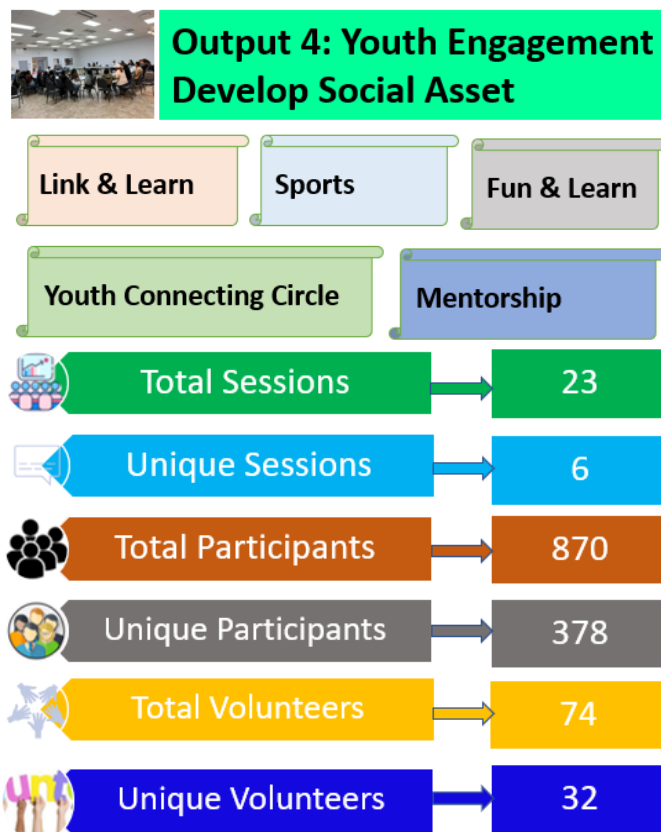 Output 4: Youth Engagement
Develop Social Asset
Link & Learn
Sports
Fun & Learn
Youth Connecting Circle
Mentorship
Total Sessions
23
Unique Sessions
6
Total Participants
870
Unique Participants
378
Total Volunteers
74
Unique Volunteers
32